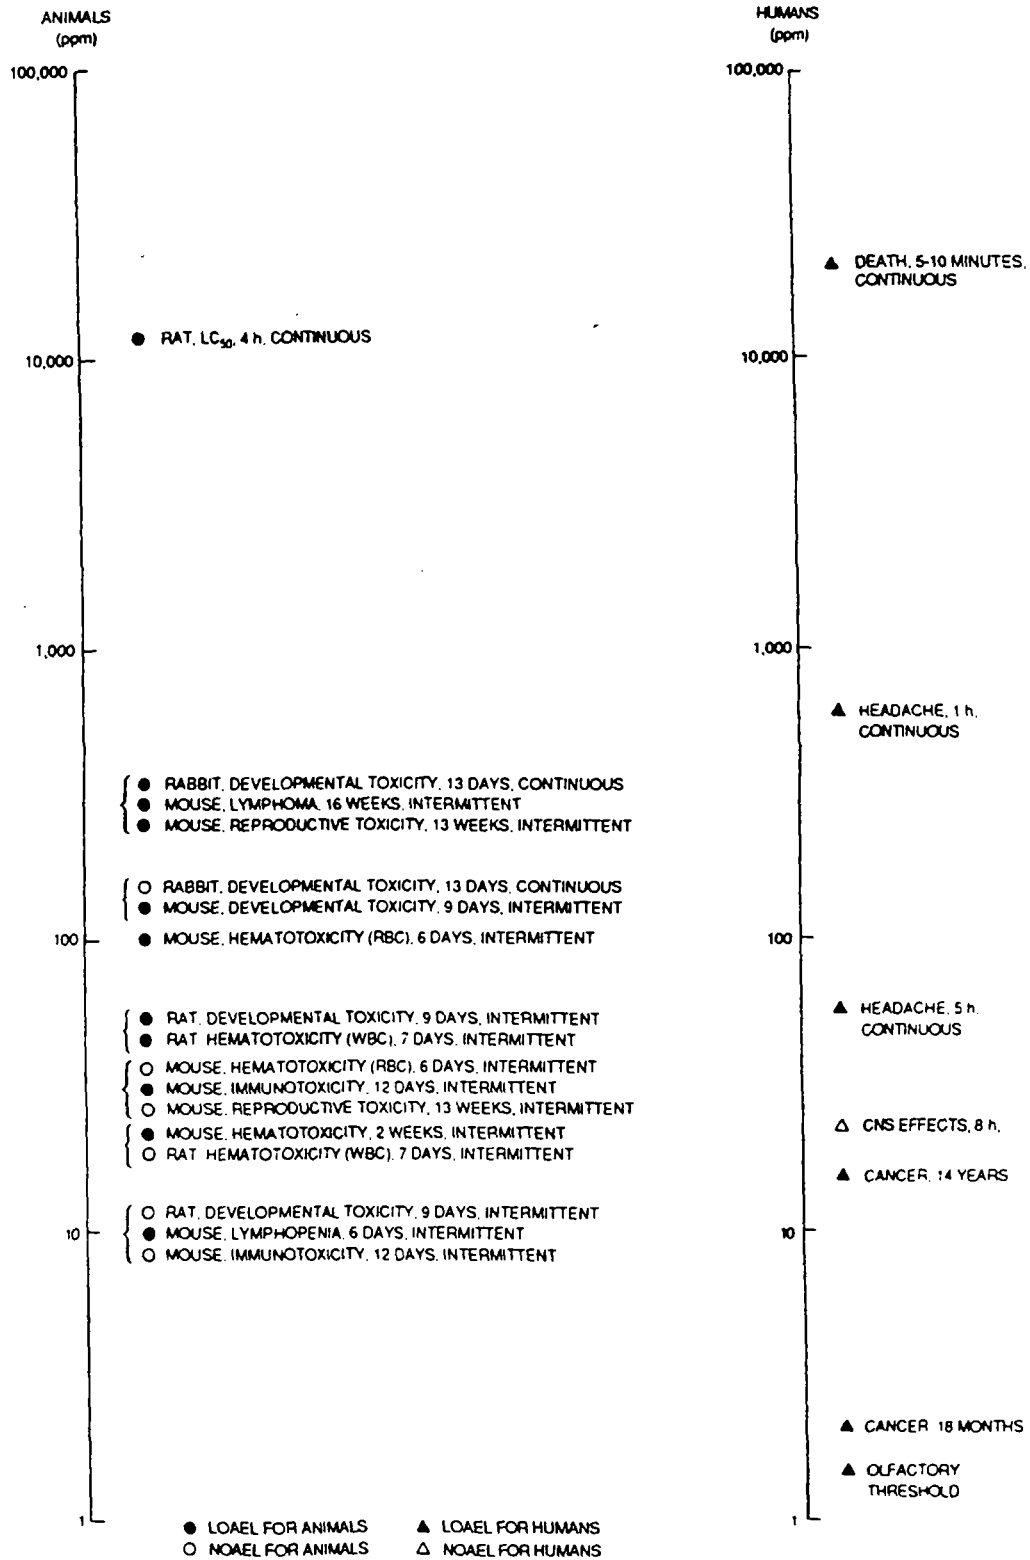 ANIMALS
(ppm)
100,000
10,000
1,000
100
10
1
● RAT, LC50, 4 h, CONTINUOUS
● RABBIT, DEVELOPMENTAL TOXICITY, 13 DAYS, CONTINUOUS
● MOUSE, LYMPHOMA, 16 WEEKS, INTERMITTENT
● MOUSE, REPRODUCTIVE TOXICITY, 13 WEEKS, INTERMITTENT
○ RABBIT, DEVELOPMENTAL TOXICITY, 13 DAYS, CONTINUOUS
● MOUSE, DEVELOPMENTAL TOXICITY, 9 DAYS, INTERMITTENT
● MOUSE, HEMATOTOXICITY (RBC), 6 DAYS, INTERMITTENT
● RAT, DEVELOPMENTAL TOXICITY, 9 DAYS, INTERMITTENT
● RAT HEMATOTOXICITY (WBC), 7 DAYS, INTERMITTENT
○ MOUSE, HEMATOTOXICITY (RBC), 6 DAYS, INTERMITTENT
● MOUSE, IMMUNOTOXICITY, 12 DAYS, INTERMITTENT
○ MOUSE, REPRODUCTIVE TOXICITY, 13 WEEKS, INTERMITTENT
● MOUSE, HEMATOTOXICITY, 2 WEEKS, INTERMITTENT
○ RAT HEMATOTOXICITY (WBC), 7 DAYS, INTERMITTENT
○ RAT, DEVELOPMENTAL TOXICITY, 9 DAYS, INTERMITTENT
● MOUSE, LYMPHOPENIA, 6 DAYS, INTERMITTENT
○ MOUSE, IMMUNOTOXICITY, 12 DAYS, INTERMITTENT
HUMANS
(ppm)
100,000
10,000
1,000
100
10
1
▲ DEATH, 5-10 MINUTES,
CONTINUOUS
▲ HEADACHE, 1 h,
CONTINUOUS
▲ HEADACHE, 5 h,
CONTINUOUS
△ CNS EFFECTS, 8 h,
▲ CANCER, 14 YEARS
▲ CANCER 18 MONTHS
▲ OLFACTORY
THRESHOLD
● LOAEL FOR ANIMALS ▲ LOAEL FOR HUMANS
○ NOAEL FOR ANIMALS △ NOAEL FOR HUMANS